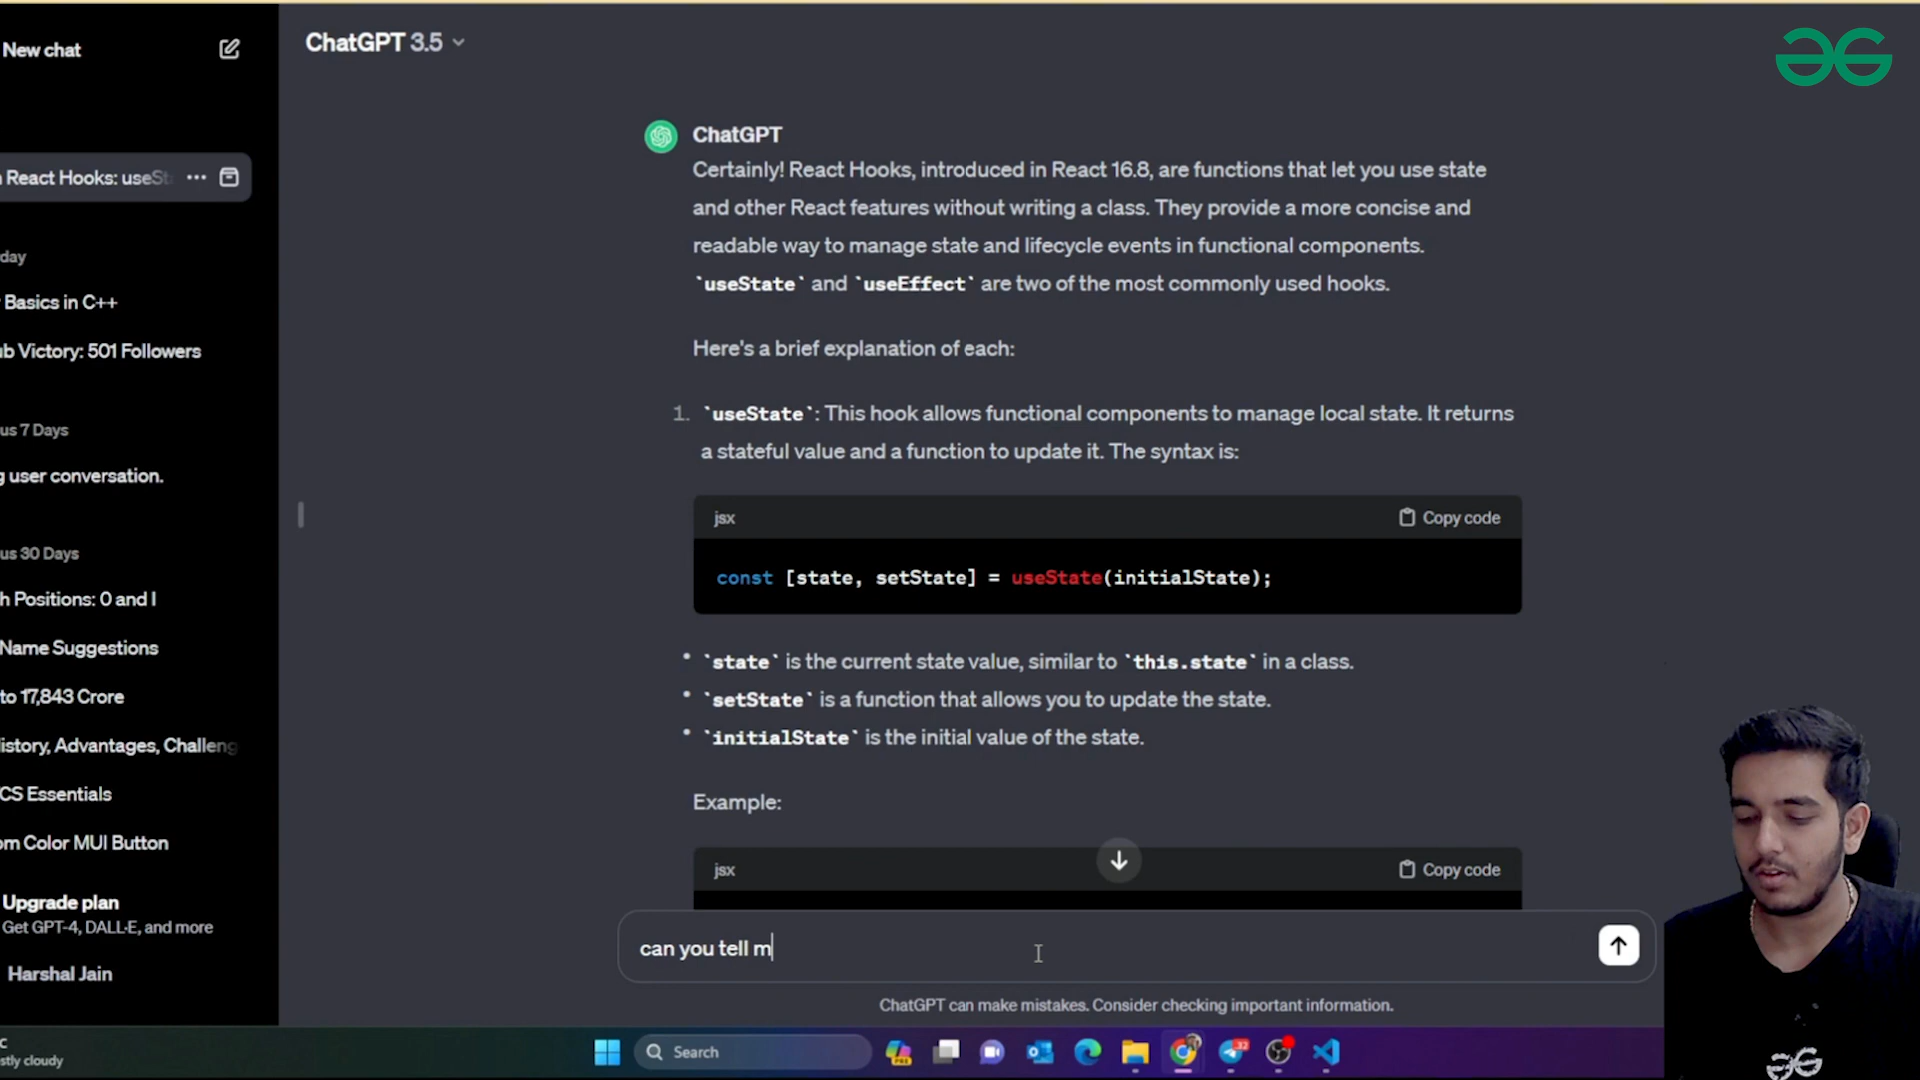 New chat
ChatGPT 3.5
React Hooks: useSt
Basics in C++
Victory: 501 Followers
us 7 Days
user conversation.
us 30 Days
Positions: 0 and I
Name Suggestions
to 17,843 Crore
istory, Advantages, Challeng
CS Essentials
Color MUI Button
Upgrade plan
Get GPT-4, DALL·E, and more
Harshal Jain
ChatGPT
Certainly! React Hooks, introduced in React 16.8, are functions that let you use state
and other React features without writing a class. They provide a more concise and
readable way to manage state and lifecycle events in functional components.
`useState` and `useEffect` are two of the most commonly used hooks.
Here's a brief explanation of each:
1. `useState`: This hook allows functional components to manage local state. It returns
a stateful value and a function to update it. The syntax is:
jsx
Copy code
const [state, setState] = useState(initialState);
• `state` is the current state value, similar to `this.state` in a class.
• `setState` is a function that allows you to update the state.
• `initialState` is the initial value of the state.
Example:
jsx
Copy code
can you tell m
ChatGPT can make mistakes. Consider checking important information.
stly cloudy
Search